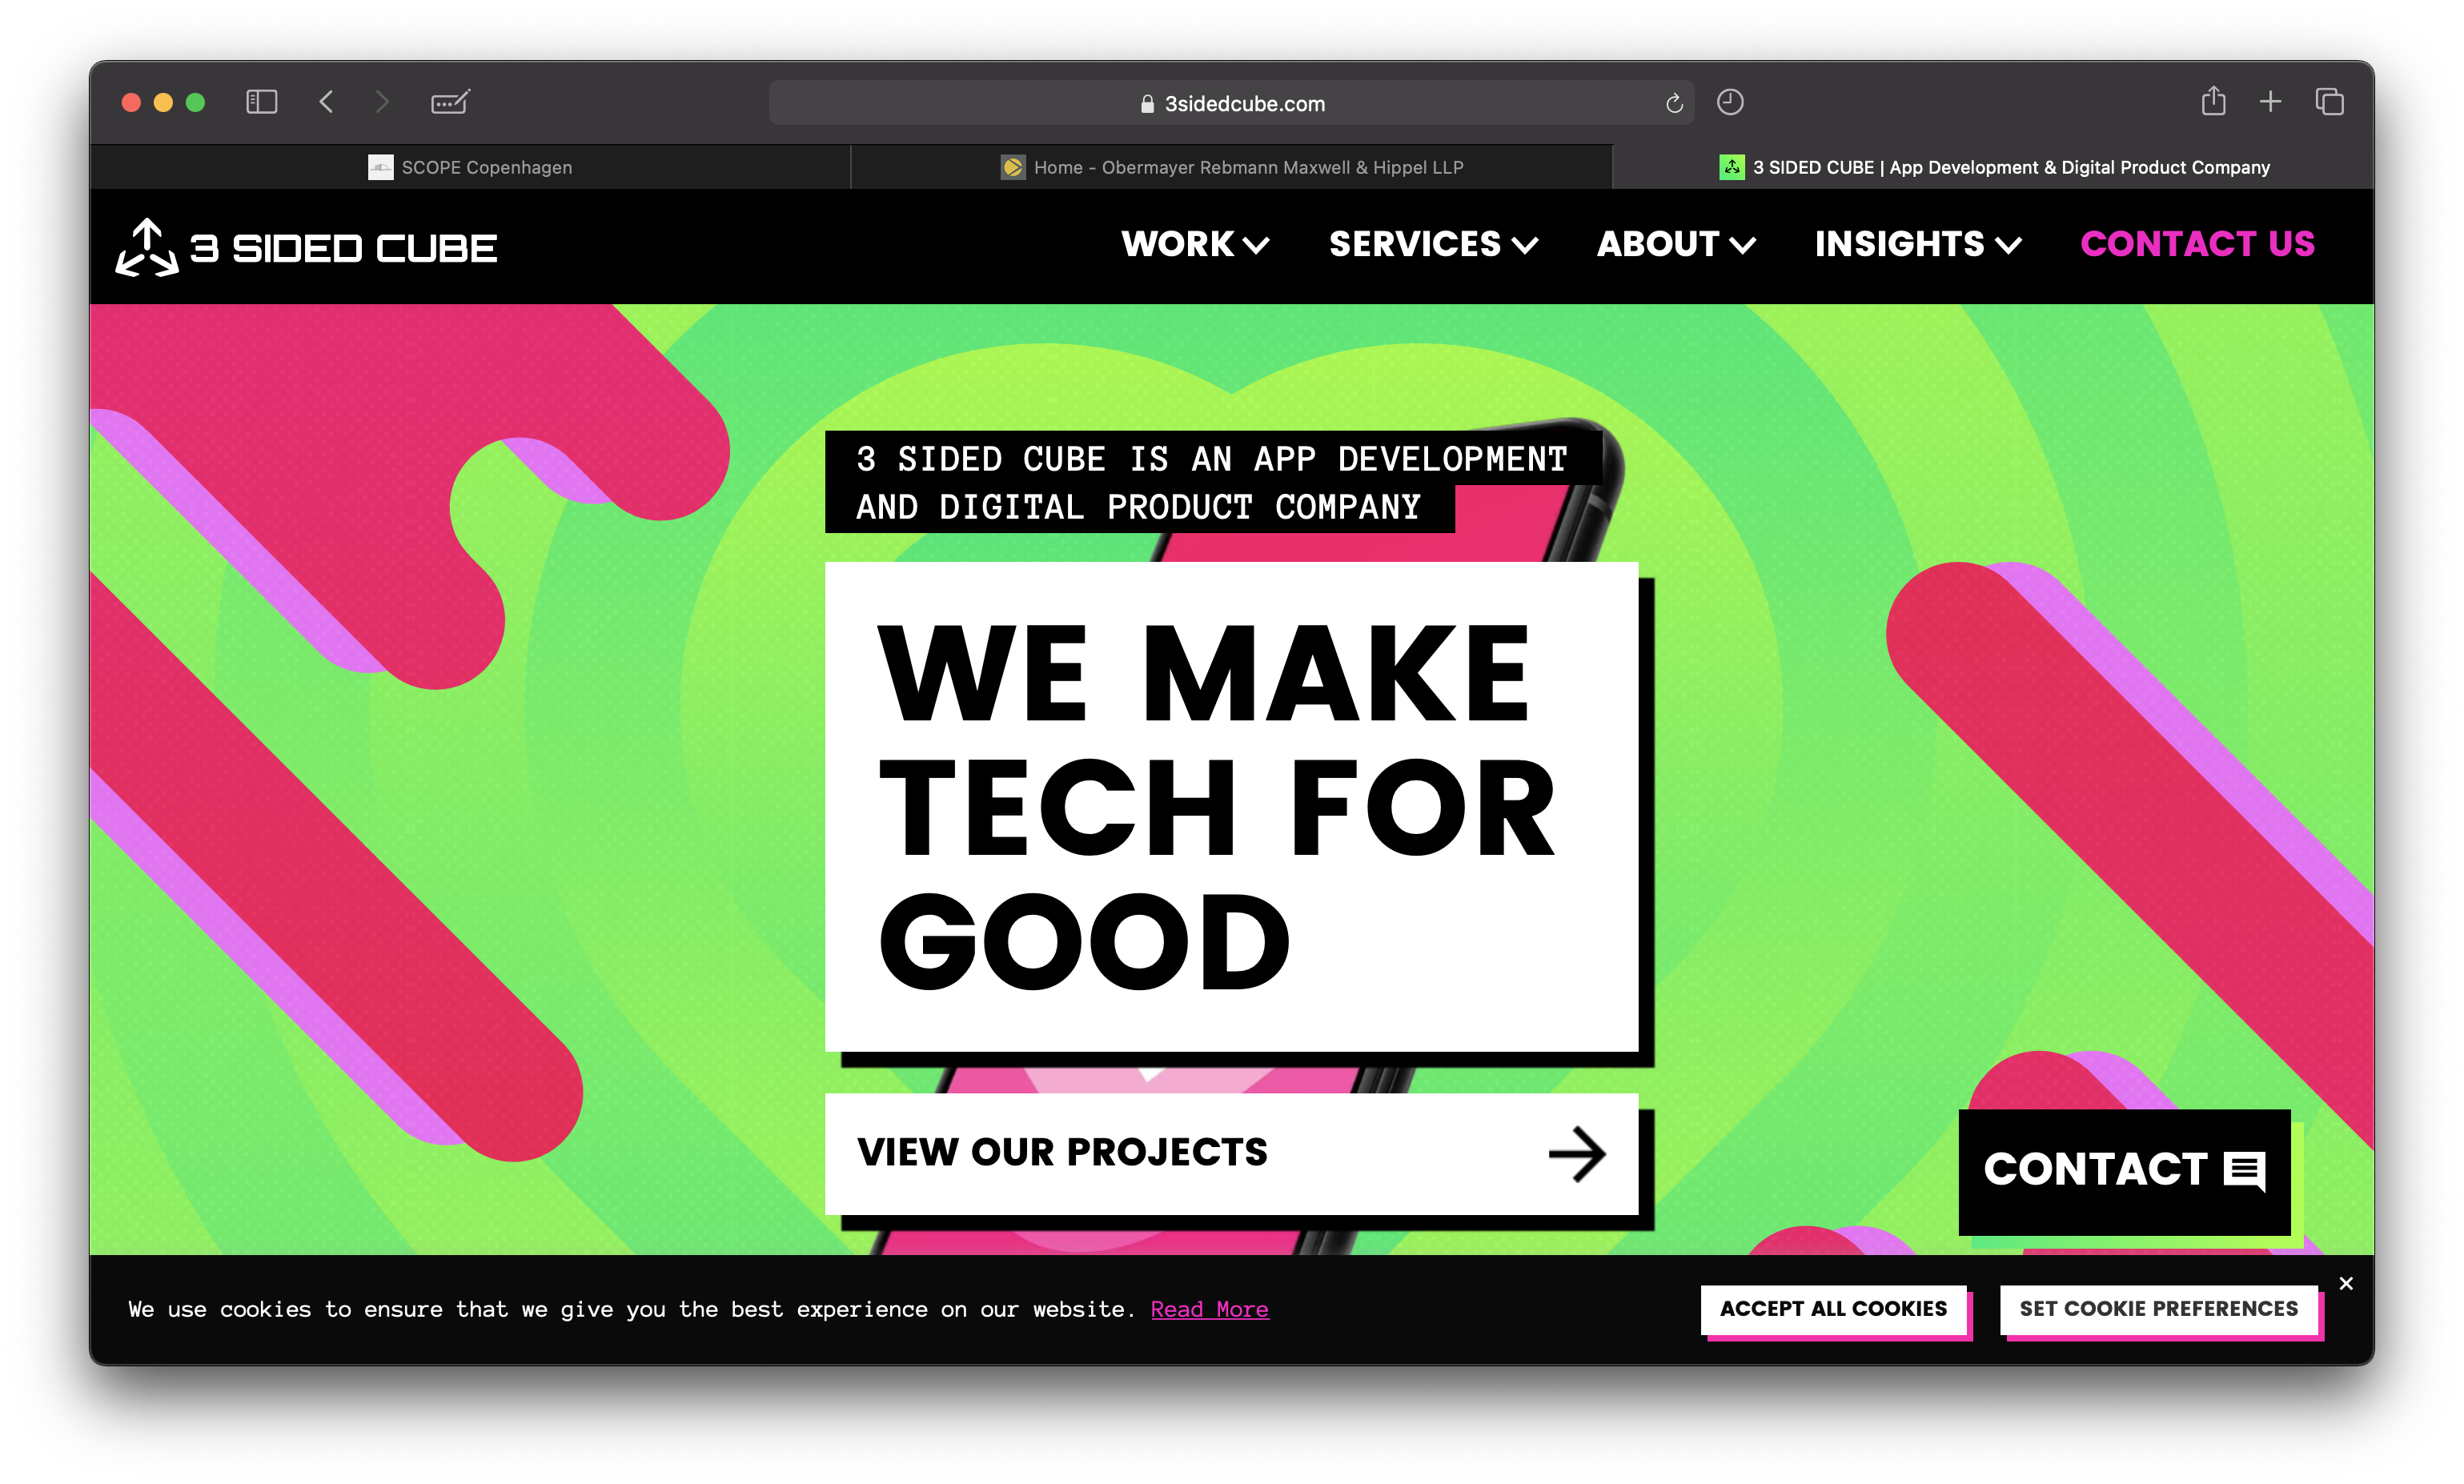 3sidedcube.com
SCOPE Copenhagen
Home - Obermayer Rebmann Maxwell & Hippel LLP
3 SIDED CUBE | App Development & Digital Product Company
3 SIDED CUBE
WORK
SERVICES
ABOUT
INSIGHTS
CONTACT US
3 SIDED CUBE IS AN APP DEVELOPMENT
AND DIGITAL PRODUCT COMPANY
WE MAKE
TECH FOR
GOOD
VIEW OUR PROJECTS
CONTACT
We use cookies to ensure that we give you the best experience on our website. Read More
ACCEPT ALL COOKIES
SET COOKIE PREFERENCES